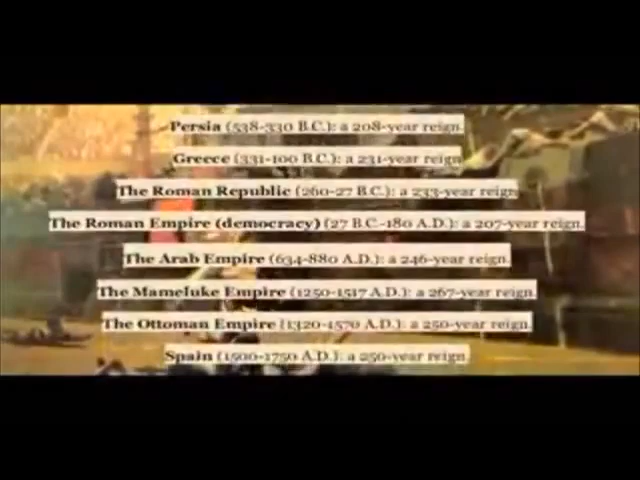 Persia (538-330 B.C.): a 208-year reign.
Greece (331-100 B.C.): a 231-year reign
The Roman Republic (260-27 B.C.): a 233-year reign
The Roman Empire (democracy) (27 B.C.-180 A.D.): a 207-year reign.
The Arab Empire (634-880 A.D.): a 246-year reign.
The Mameluke Empire (1250-1517 A.D.): a 267-year reign.
The Ottoman Empire (1320-1570 A.D.): a 250-year reign.
Spain (1500-1750 A.D.): a 250-year reign.